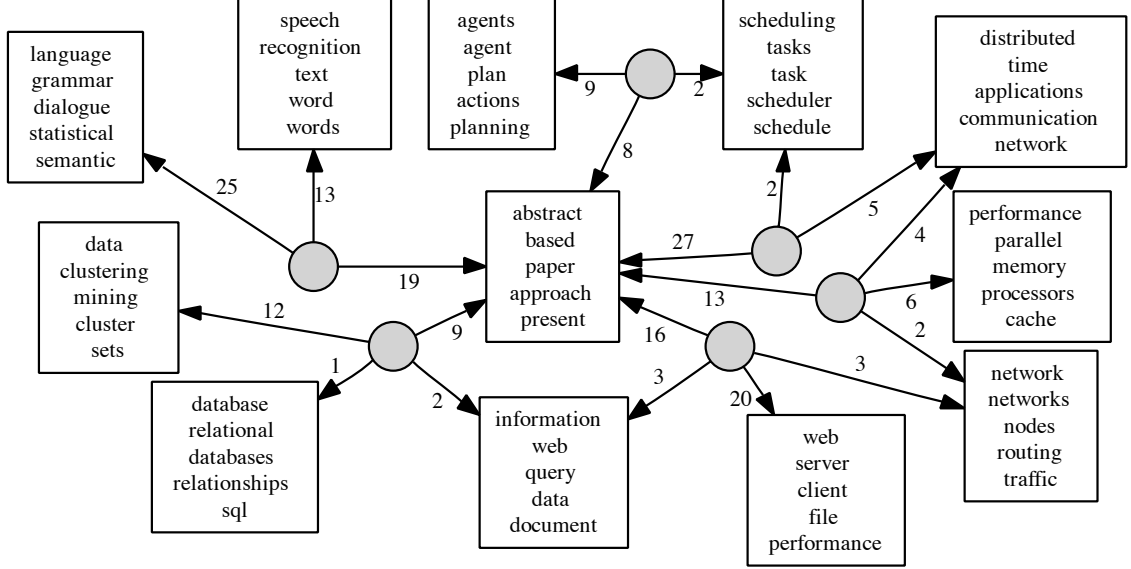 language
grammar
dialogue
statistical
semantic
speech
recognition
text
word
words
agents
agent
plan
actions
planning
scheduling
tasks
task
scheduler
schedule
distributed
time
applications
communication
network
9
2
8
25
13
2
5
4
27
19
13
6
2
data
clustering
mining
cluster
sets
abstract
based
paper
approach
present
performance
parallel
memory
processors
cache
12
9
1
2
16
3
20
3
database
relational
databases
relationships
sql
information
web
query
data
document
web
server
client
file
performance
network
networks
nodes
routing
traffic